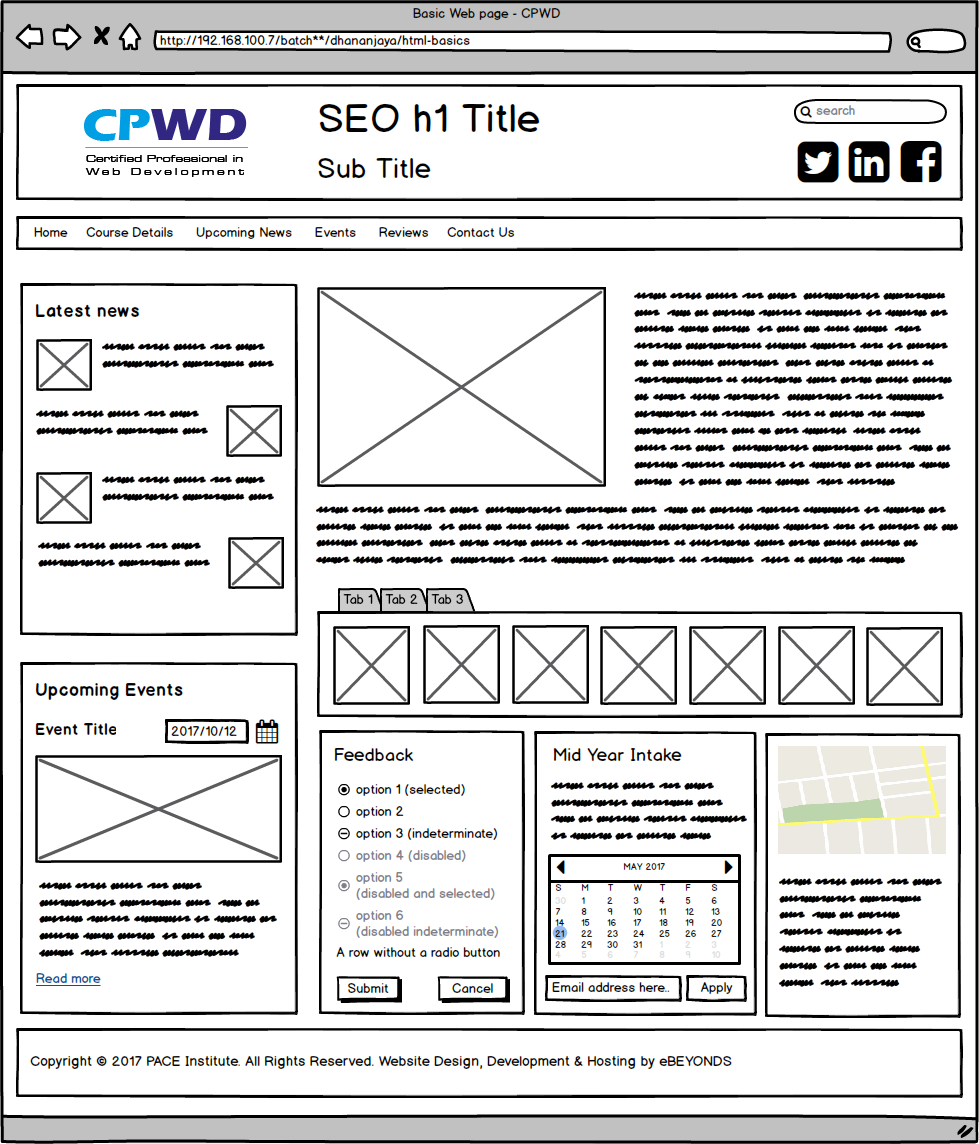 Basic Web page - CPWD
http://192.168.100.7/batch**/dhananjaya/html-basics
CPWD
Certified Professional in
Web Development
SEO h1 Title
Sub Title
search
Home Course Details Upcoming News Events Reviews Contact Us
Latest news
Tab 1 Tab 2 Tab 3
Upcoming Events
Event Title 2017/10/12
Read more
Feedback
option 1 (selected)
option 2
option 3 (indeterminate)
option 4 (disabled)
option 5
(disabled and selected)
option 6
(disabled indeterminate)
A row without a radio button
Submit Cancel
Mid Year Intake
MAY 2017
S M T W T F S
30 1 2 3 4 5 6
7 8 9 10 11 12 13
14 15 16 17 18 19 20
21 22 23 24 25 26 27
28 29 30 31 1 2 3
4 5 6 7 8 9 10
Email address here.. Apply
Copyright © 2017 PACE Institute. All Rights Reserved. Website Design, Development & Hosting by eBEYONDS